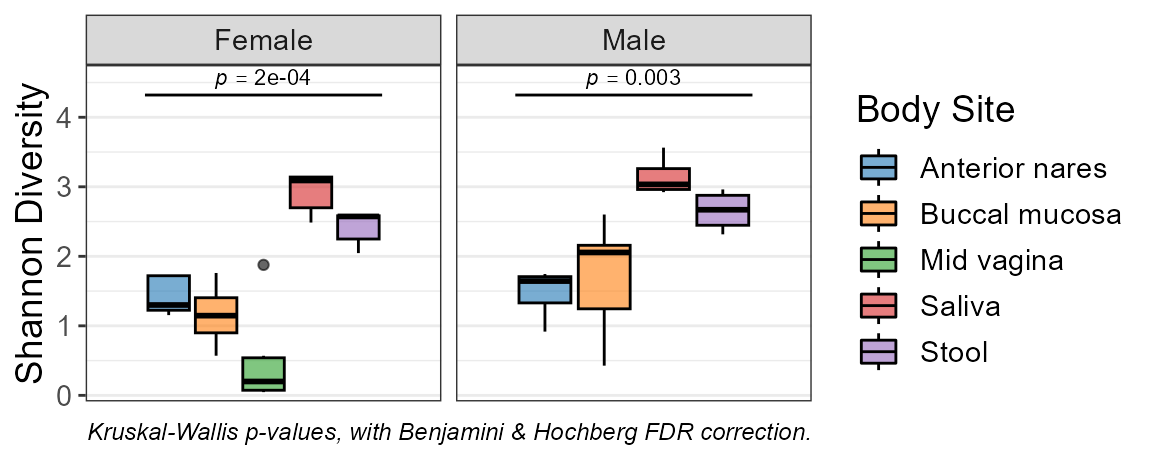 Female
Male
p = 2e-04
p = 0.003
Shannon Diversity
4
3
2
1
0
Body Site
Anterior nares
Buccal mucosa
Mid vagina
Saliva
Stool
Kruskal-Wallis p-values, with Benjamini & Hochberg FDR correction.